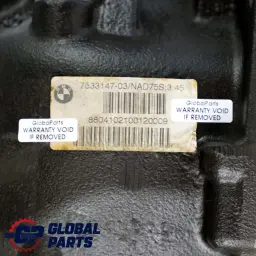 7533147-03/NAD75S 3.45
GlobalParts
WARRANTY VOID
IF REMOVED
GlobalParts
WARRANTY VOID
IF REMOVED
8804102100120009
GLOBAL
PARTS